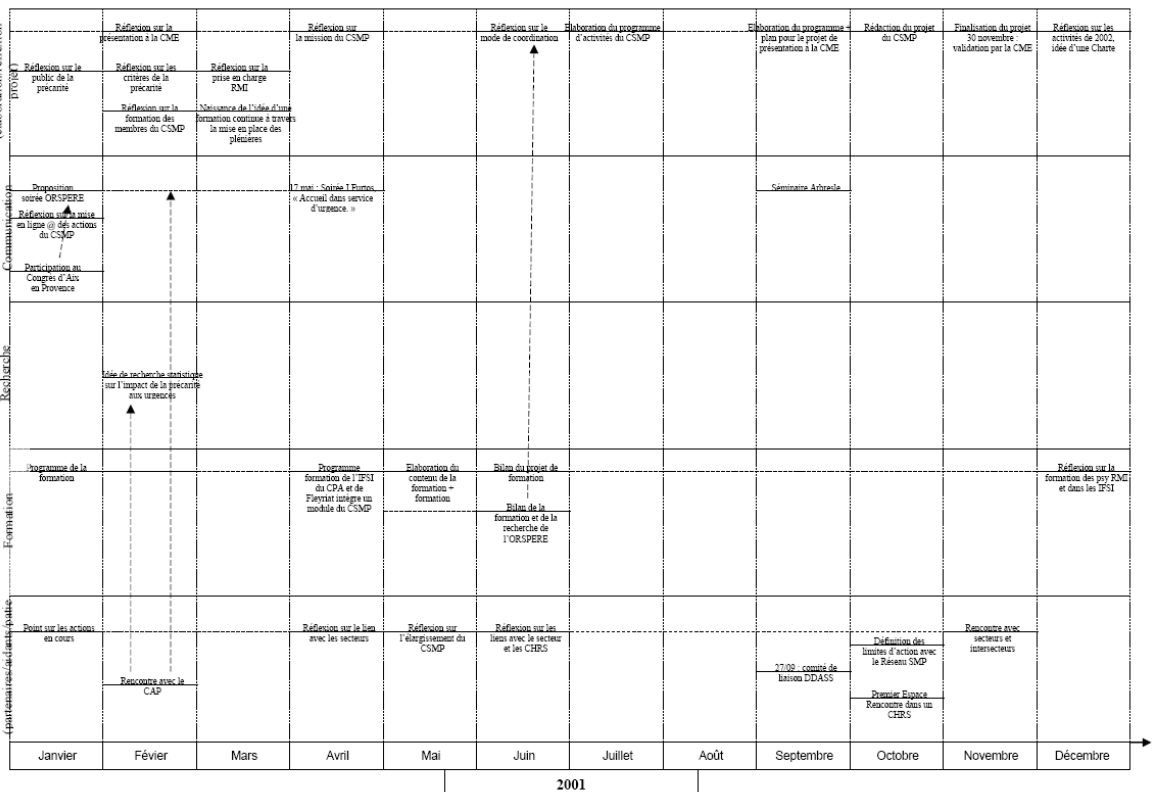 Réflexion sur la
présentation à la CME
Réflexion sur
la mission du CSMP
Réflexion sur le
mode de coordination
Elaboration du programme
d'activités du CSMP
Elaboration du programme +
plan pour le projet de
présentation à la CME
Rédaction du projet
du CSMP
Finalisation du projet
30 novembre :
validation par la CME
Réflexion sur les
activités de 2002,
idée d'une Charte
projet)
Réflexion sur le
public de la
précarité
Réflexion sur les
critères de la
précarité
Réflexion sur la
prise en charge
RMI
Réflexion sur la
formation des
membres du CSMP
Naissance de l'idée d'une
formation continue à travers
la mise en place des
plénières
Communication
Proposition
soirée ORSPERE
17 mai : Soirée J Furtos
« Accueil dans service
d'urgence. »
Séminaire Arbresle
Réflexion sur la mise
en ligne @ des actions
du CSMP
Participation au
Congrès d'Aix
en Provence
Recherche
Idée de recherche statistique
sur l'impact de la précarité
aux urgences
Formation
Programme de la
formation
Programme
formation de l'IFSI
du CPA et de
Fleyriat intègre un
module du CSMP
Elaboration du
contenu de la
formation +
formation
Bilan du projet de
formation
Réflexion sur la
formation des psy RMI
et dans les IFSI
Bilan de la
formation et de la
recherche de
l'ORSPERE
(partenaires/aidants/patie
Point sur les actions
en cours
Réflexion sur le lien
avec les secteurs
Réflexion sur
l'élargissement du
CSMP
Réflexion sur les
liens avec le secteur
et les CHRS
Rencontre avec
secteurs et
intersecteurs
Définition des
limites d'action avec
le Réseau SMP
27/09 : comité de
liaison DDASS
Rencontre avec le
CAP
Premier Espace
Rencontre dans un
CHRS
Janvier
Févier
Mars
Avril
Mai
Juin
Juillet
Août
Septembre
Octobre
Novembre
Décembre
2001